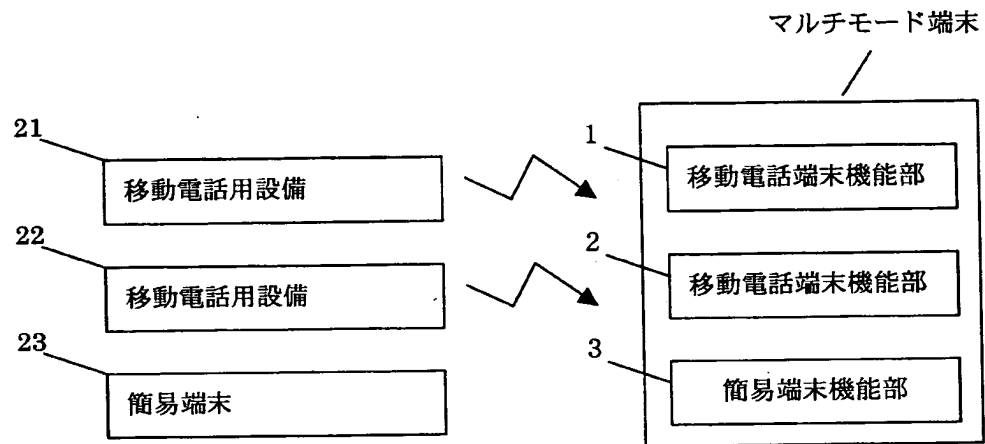 マルチモード端末
21
移動電話用設備
1
移動電話端末機能部
22
移動電話用設備
2
移動電話端末機能部
23
簡易端末
3
簡易端末機能部